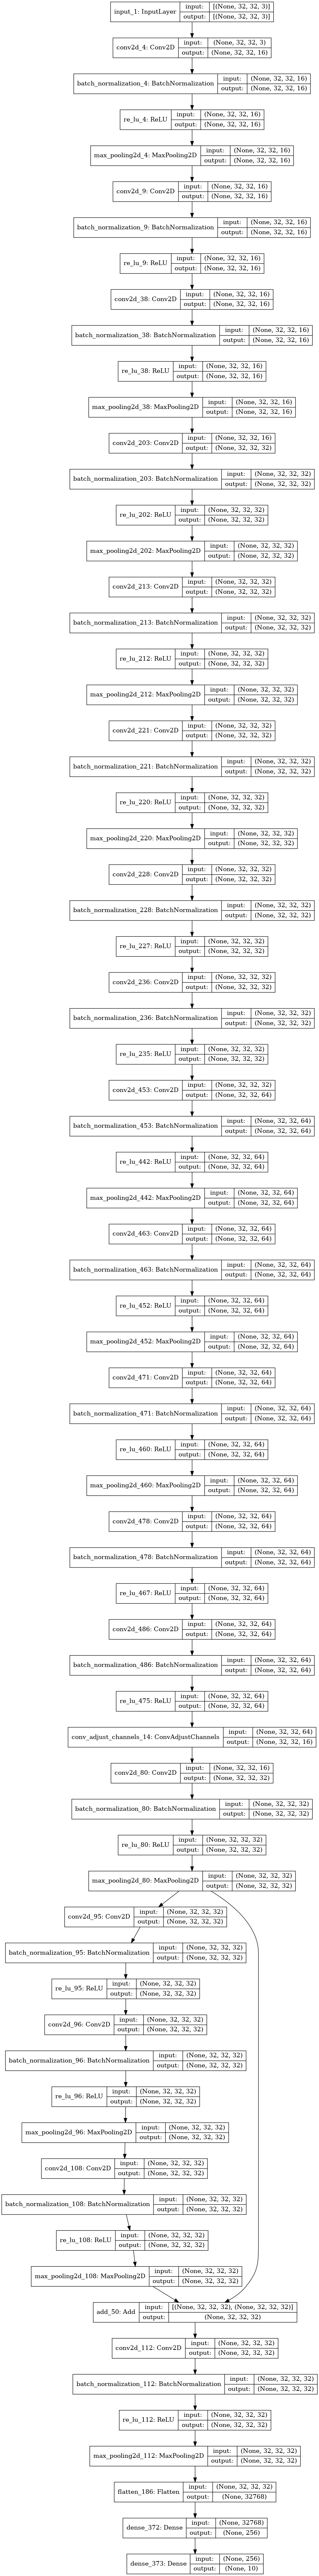 input_1: InputLayer input: [(None, 32, 32, 3)]
output: [(None, 32, 32, 3)]
conv2d_4: Conv2D input: (None, 32, 32, 3)
output: (None, 32, 32, 16)
batch_normalization_4: BatchNormalization input: (None, 32, 32, 16)
output: (None, 32, 32, 16)
re_lu_4: ReLU input: (None, 32, 32, 16)
output: (None, 32, 32, 16)
max_pooling2d_4: MaxPooling2D input: (None, 32, 32, 16)
output: (None, 32, 32, 16)
conv2d_9: Conv2D input: (None, 32, 32, 16)
output: (None, 32, 32, 16)
batch_normalization_9: BatchNormalization input: (None, 32, 32, 16)
output: (None, 32, 32, 16)
re_lu_9: ReLU input: (None, 32, 32, 16)
output: (None, 32, 32, 16)
conv2d_38: Conv2D input: (None, 32, 32, 16)
output: (None, 32, 32, 16)
batch_normalization_38: BatchNormalization input: (None, 32, 32, 16)
output: (None, 32, 32, 16)
re_lu_38: ReLU input: (None, 32, 32, 16)
output: (None, 32, 32, 16)
max_pooling2d_38: MaxPooling2D input: (None, 32, 32, 16)
output: (None, 32, 32, 16)
conv2d_203: Conv2D input: (None, 32, 32, 16)
output: (None, 32, 32, 32)
batch_normalization_203: BatchNormalization input: (None, 32, 32, 32)
output: (None, 32, 32, 32)
re_lu_202: ReLU input: (None, 32, 32, 32)
output: (None, 32, 32, 32)
max_pooling2d_202: MaxPooling2D input: (None, 32, 32, 32)
output: (None, 32, 32, 32)
conv2d_213: Conv2D input: (None, 32, 32, 32)
output: (None, 32, 32, 32)
batch_normalization_213: BatchNormalization input: (None, 32, 32, 32)
output: (None, 32, 32, 32)
re_lu_212: ReLU input: (None, 32, 32, 32)
output: (None, 32, 32, 32)
max_pooling2d_212: MaxPooling2D input: (None, 32, 32, 32)
output: (None, 32, 32, 32)
conv2d_221: Conv2D input: (None, 32, 32, 32)
output: (None, 32, 32, 32)
batch_normalization_221: BatchNormalization input: (None, 32, 32, 32)
output: (None, 32, 32, 32)
re_lu_220: ReLU input: (None, 32, 32, 32)
output: (None, 32, 32, 32)
max_pooling2d_220: MaxPooling2D input: (None, 32, 32, 32)
output: (None, 32, 32, 32)
conv2d_228: Conv2D input: (None, 32, 32, 32)
output: (None, 32, 32, 32)
batch_normalization_228: BatchNormalization input: (None, 32, 32, 32)
output: (None, 32, 32, 32)
re_lu_227: ReLU input: (None, 32, 32, 32)
output: (None, 32, 32, 32)
conv2d_236: Conv2D input: (None, 32, 32, 32)
output: (None, 32, 32, 32)
batch_normalization_236: BatchNormalization input: (None, 32, 32, 32)
output: (None, 32, 32, 32)
re_lu_235: ReLU input: (None, 32, 32, 32)
output: (None, 32, 32, 32)
conv2d_453: Conv2D input: (None, 32, 32, 32)
output: (None, 32, 32, 64)
batch_normalization_453: BatchNormalization input: (None, 32, 32, 64)
output: (None, 32, 32, 64)
re_lu_442: ReLU input: (None, 32, 32, 64)
output: (None, 32, 32, 64)
max_pooling2d_442: MaxPooling2D input: (None, 32, 32, 64)
output: (None, 32, 32, 64)
conv2d_463: Conv2D input: (None, 32, 32, 64)
output: (None, 32, 32, 64)
batch_normalization_463: BatchNormalization input: (None, 32, 32, 64)
output: (None, 32, 32, 64)
re_lu_452: ReLU input: (None, 32, 32, 64)
output: (None, 32, 32, 64)
max_pooling2d_452: MaxPooling2D input: (None, 32, 32, 64)
output: (None, 32, 32, 64)
conv2d_471: Conv2D input: (None, 32, 32, 64)
output: (None, 32, 32, 64)
batch_normalization_471: BatchNormalization input: (None, 32, 32, 64)
output: (None, 32, 32, 64)
re_lu_460: ReLU input: (None, 32, 32, 64)
output: (None, 32, 32, 64)
max_pooling2d_460: MaxPooling2D input: (None, 32, 32, 64)
output: (None, 32, 32, 64)
conv2d_478: Conv2D input: (None, 32, 32, 64)
output: (None, 32, 32, 64)
batch_normalization_478: BatchNormalization input: (None, 32, 32, 64)
output: (None, 32, 32, 64)
re_lu_467: ReLU input: (None, 32, 32, 64)
output: (None, 32, 32, 64)
conv2d_486: Conv2D input: (None, 32, 32, 64)
output: (None, 32, 32, 64)
batch_normalization_486: BatchNormalization input: (None, 32, 32, 64)
output: (None, 32, 32, 64)
re_lu_475: ReLU input: (None, 32, 32, 64)
output: (None, 32, 32, 64)
conv_adjust_channels_14: ConvAdjustChannels input: (None, 32, 32, 64)
output: (None, 32, 32, 16)
conv2d_80: Conv2D input: (None, 32, 32, 16)
output: (None, 32, 32, 32)
batch_normalization_80: BatchNormalization input: (None, 32, 32, 32)
output: (None, 32, 32, 32)
re_lu_80: ReLU input: (None, 32, 32, 32)
output: (None, 32, 32, 32)
max_pooling2d_80: MaxPooling2D input: (None, 32, 32, 32)
output: (None, 32, 32, 32)
conv2d_95: Conv2D input: (None, 32, 32, 32)
output: (None, 32, 32, 32)
batch_normalization_95: BatchNormalization input: (None, 32, 32, 32)
output: (None, 32, 32, 32)
re_lu_95: ReLU input: (None, 32, 32, 32)
output: (None, 32, 32, 32)
conv2d_96: Conv2D input: (None, 32, 32, 32)
output: (None, 32, 32, 32)
batch_normalization_96: BatchNormalization input: (None, 32, 32, 32)
output: (None, 32, 32, 32)
re_lu_96: ReLU input: (None, 32, 32, 32)
output: (None, 32, 32, 32)
max_pooling2d_96: MaxPooling2D input: (None, 32, 32, 32)
output: (None, 32, 32, 32)
conv2d_108: Conv2D input: (None, 32, 32, 32)
output: (None, 32, 32, 32)
batch_normalization_108: BatchNormalization input: (None, 32, 32, 32)
output: (None, 32, 32, 32)
re_lu_108: ReLU input: (None, 32, 32, 32)
output: (None, 32, 32, 32)
max_pooling2d_108: MaxPooling2D input: (None, 32, 32, 32)
output: (None, 32, 32, 32)
add_50: Add input: [(None, 32, 32, 32), (None, 32, 32, 32)]
output: (None, 32, 32, 32)
conv2d_112: Conv2D input: (None, 32, 32, 32)
output: (None, 32, 32, 32)
batch_normalization_112: BatchNormalization input: (None, 32, 32, 32)
output: (None, 32, 32, 32)
re_lu_112: ReLU input: (None, 32, 32, 32)
output: (None, 32, 32, 32)
max_pooling2d_112: MaxPooling2D input: (None, 32, 32, 32)
output: (None, 32, 32, 32)
flatten_186: Flatten input: (None, 32, 32, 32)
output: (None, 32768)
dense_372: Dense input: (None, 32768)
output: (None, 256)
dense_373: Dense input: (None, 256)
output: (None, 10)